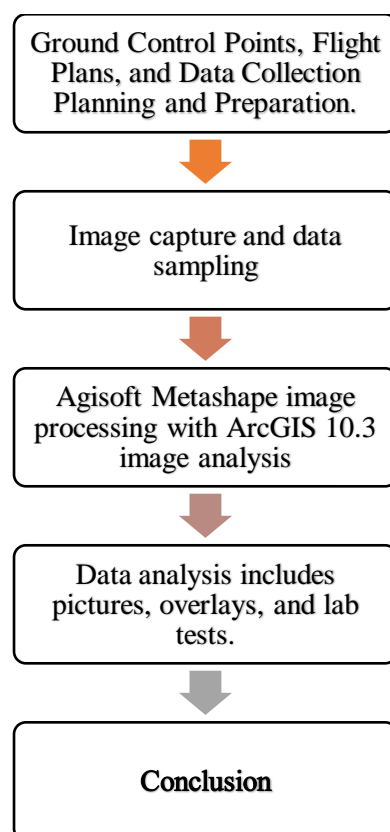 Ground Control Points, Flight
Plans, and Data Collection
Planning and Preparation.
Image capture and data
sampling
Agisoft Metashape image
processing with ArcGIS 10.3
image analysis
Data analysis includes
pictures, overlays, and lab
tests.
Conclusion